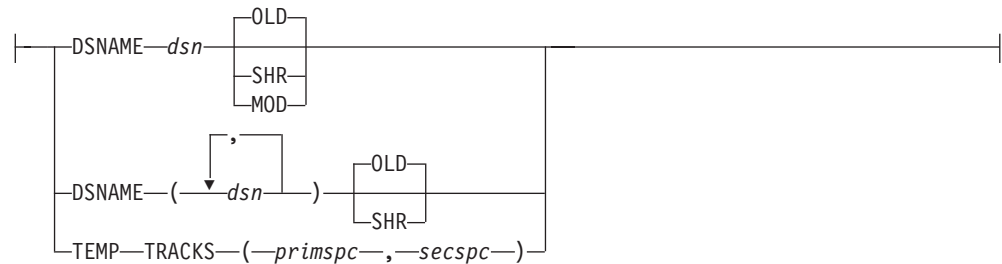 OLD
DSNAME dsn
SHR
MOD
,
OLD
DSNAME ( dsn )
SHR
TEMP TRACKS ( primspc , secspc )